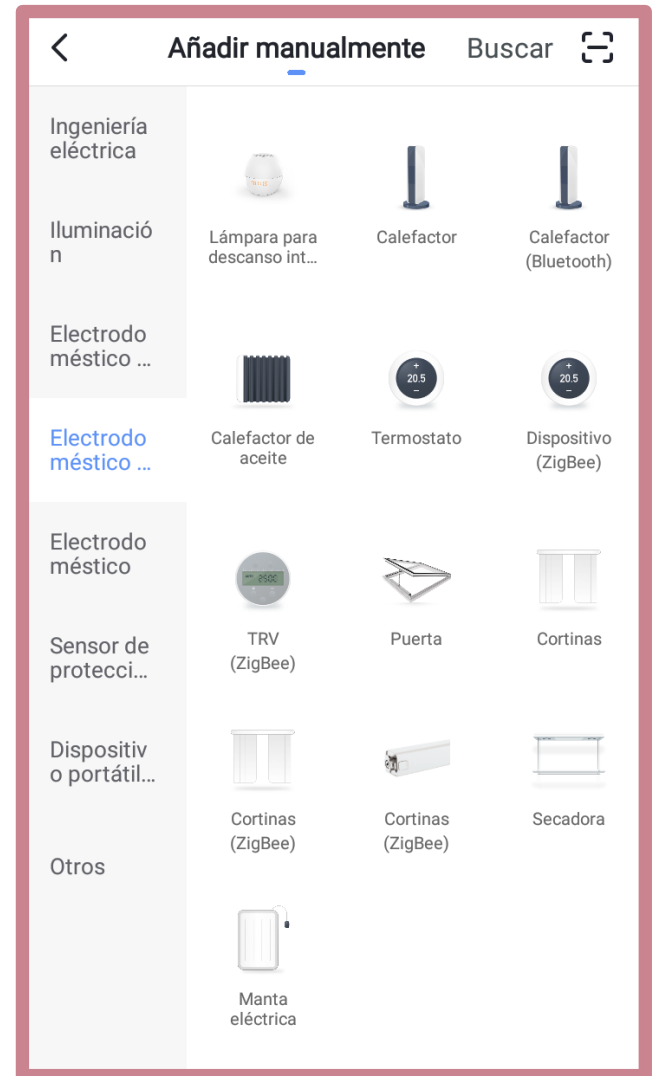 Añadir manualmente Buscar
Ingeniería
eléctrica
Iluminació
n
Electrodo
méstico ...
Electrodo
méstico ...
Electrodo
méstico
Sensor de
protecci...
Dispositiv
o portátil...
Otros
Lámpara para
descanso int...
Calefactor
Calefactor
(Bluetooth)
Calefactor de
aceite
+
20.5
−
Termostato
+
20.5
−
Dispositivo
(ZigBee)
TRV
(ZigBee)
Puerta
Cortinas
Cortinas
(ZigBee)
Cortinas
(ZigBee)
Secadora
Manta
eléctrica